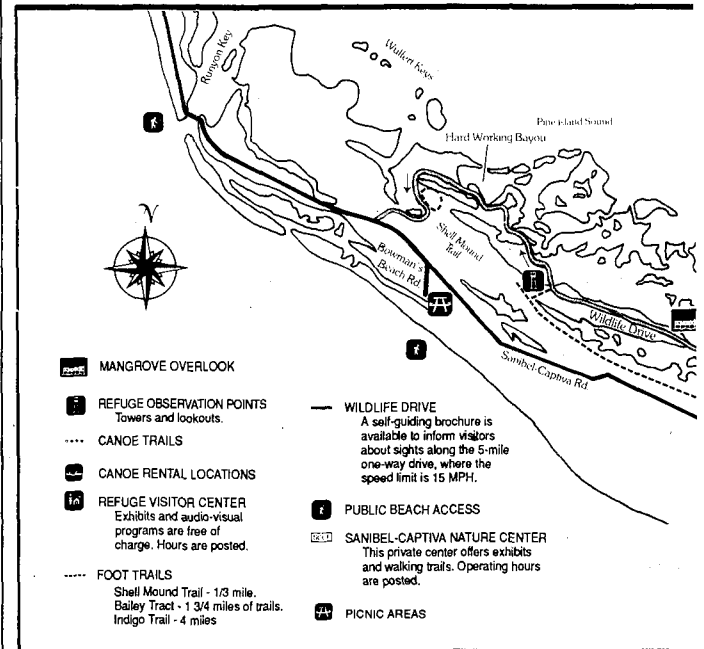 Runyon Key
Wullert Keys
Pine Island Sound
Hard Working Bayou
N
Shell Mound
Trail
Bowman's
Beach Rd
Wildlife Drive
Sanibel-Captiva Rd
MANGROVE OVERLOOK
REFUGE OBSERVATION POINTS
Towers and lookouts.
CANOE TRAILS
CANOE RENTAL LOCATIONS
REFUGE VISITOR CENTER
Exhibits and audio-visual
programs are free of
charge. Hours are posted.
FOOT TRAILS
Shell Mound Trail - 1/3 mile.
Bailey Tract - 1 3/4 miles of trails.
Indigo Trail - 4 miles
WILDLIFE DRIVE
A self-guiding brochure is
available to inform visitors
about sights along the 5-mile
one-way drive, where the
speed limit is 15 MPH.
PUBLIC BEACH ACCESS
SANIBEL-CAPTIVA NATURE CENTER
This private center offers exhibits
and walking trails. Operating hours
are posted.
PICNIC AREAS